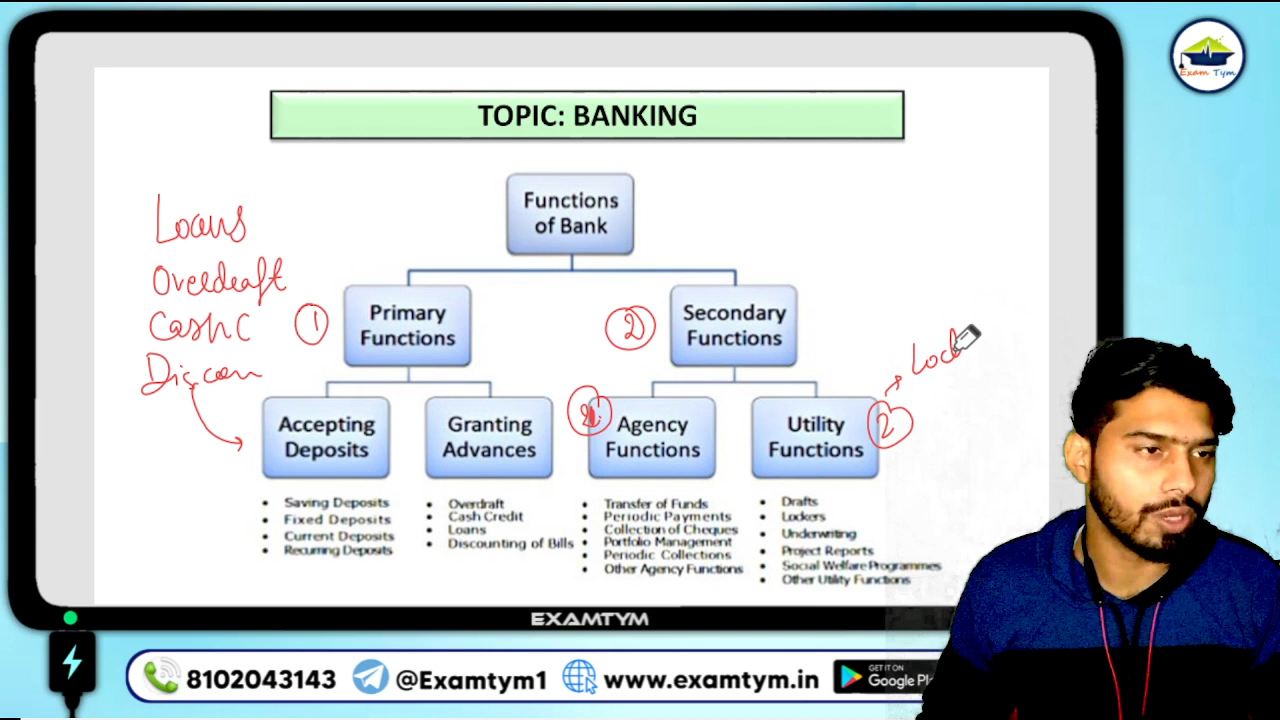 Exam Tym
TOPIC: BANKING
Functions
of Bank
Loans
Overdraft
Cash C
Discoun
1
Primary
Functions
2
Secondary
Functions
Lock
Accepting
Deposits
Granting
Advances
Agency
Functions
Utility
Functions
2
• Saving Deposits
• Fixed Deposits
• Current Deposits
• Recurring Deposits
• Overdraft
• Cash Credit
• Loans
• Discounting of Bills
• Transfer of Funds
• Periodic Payments
• Collection of Cheques
• Portfolio Management
• Periodic Collections
• Other Agency Functions
• Drafts
• Lockers
• Underwriting
• Project Reports
• Social Welfare Programmes
• Other Utility Functions
EXAMTYM
8102043143 @Examtym1 www.examtym.in
GET IT ON
Google Pl